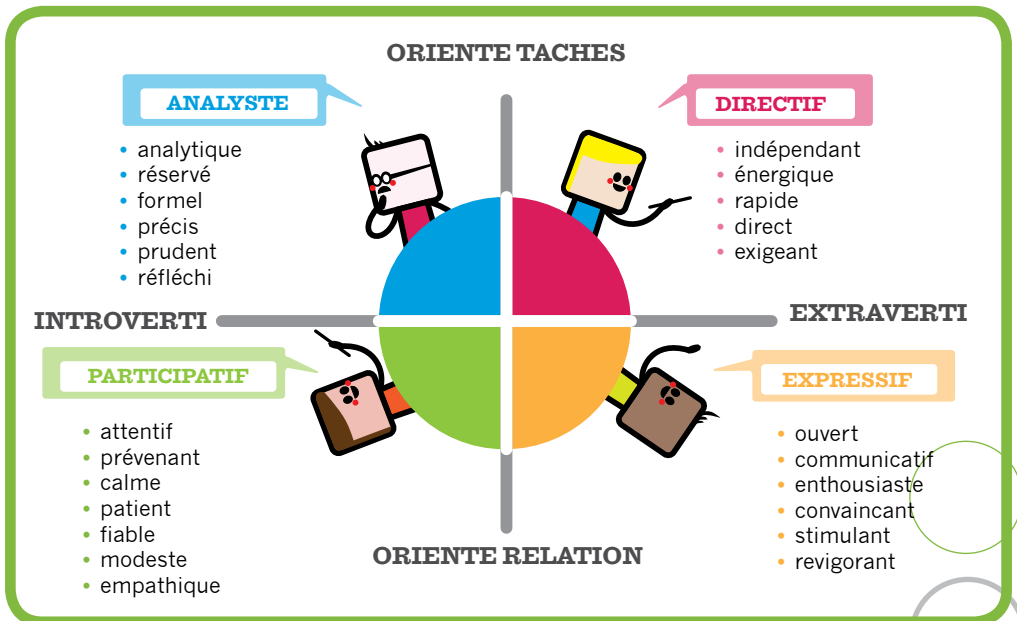 ORIENTE TACHES
ANALYSTE
analytique
réservé
formel
précis
prudent
réfléchi
DIRECTIF
indépendant
énergique
rapide
direct
exigeant
INTROVERTI
EXTRAVERTI
PARTICIPATIF
attentif
prévenant
calme
patient
fiable
modeste
empathique
EXPRESSIF
ouvert
communicatif
enthousiaste
convaincant
stimulant
revigorant
ORIENTE RELATION